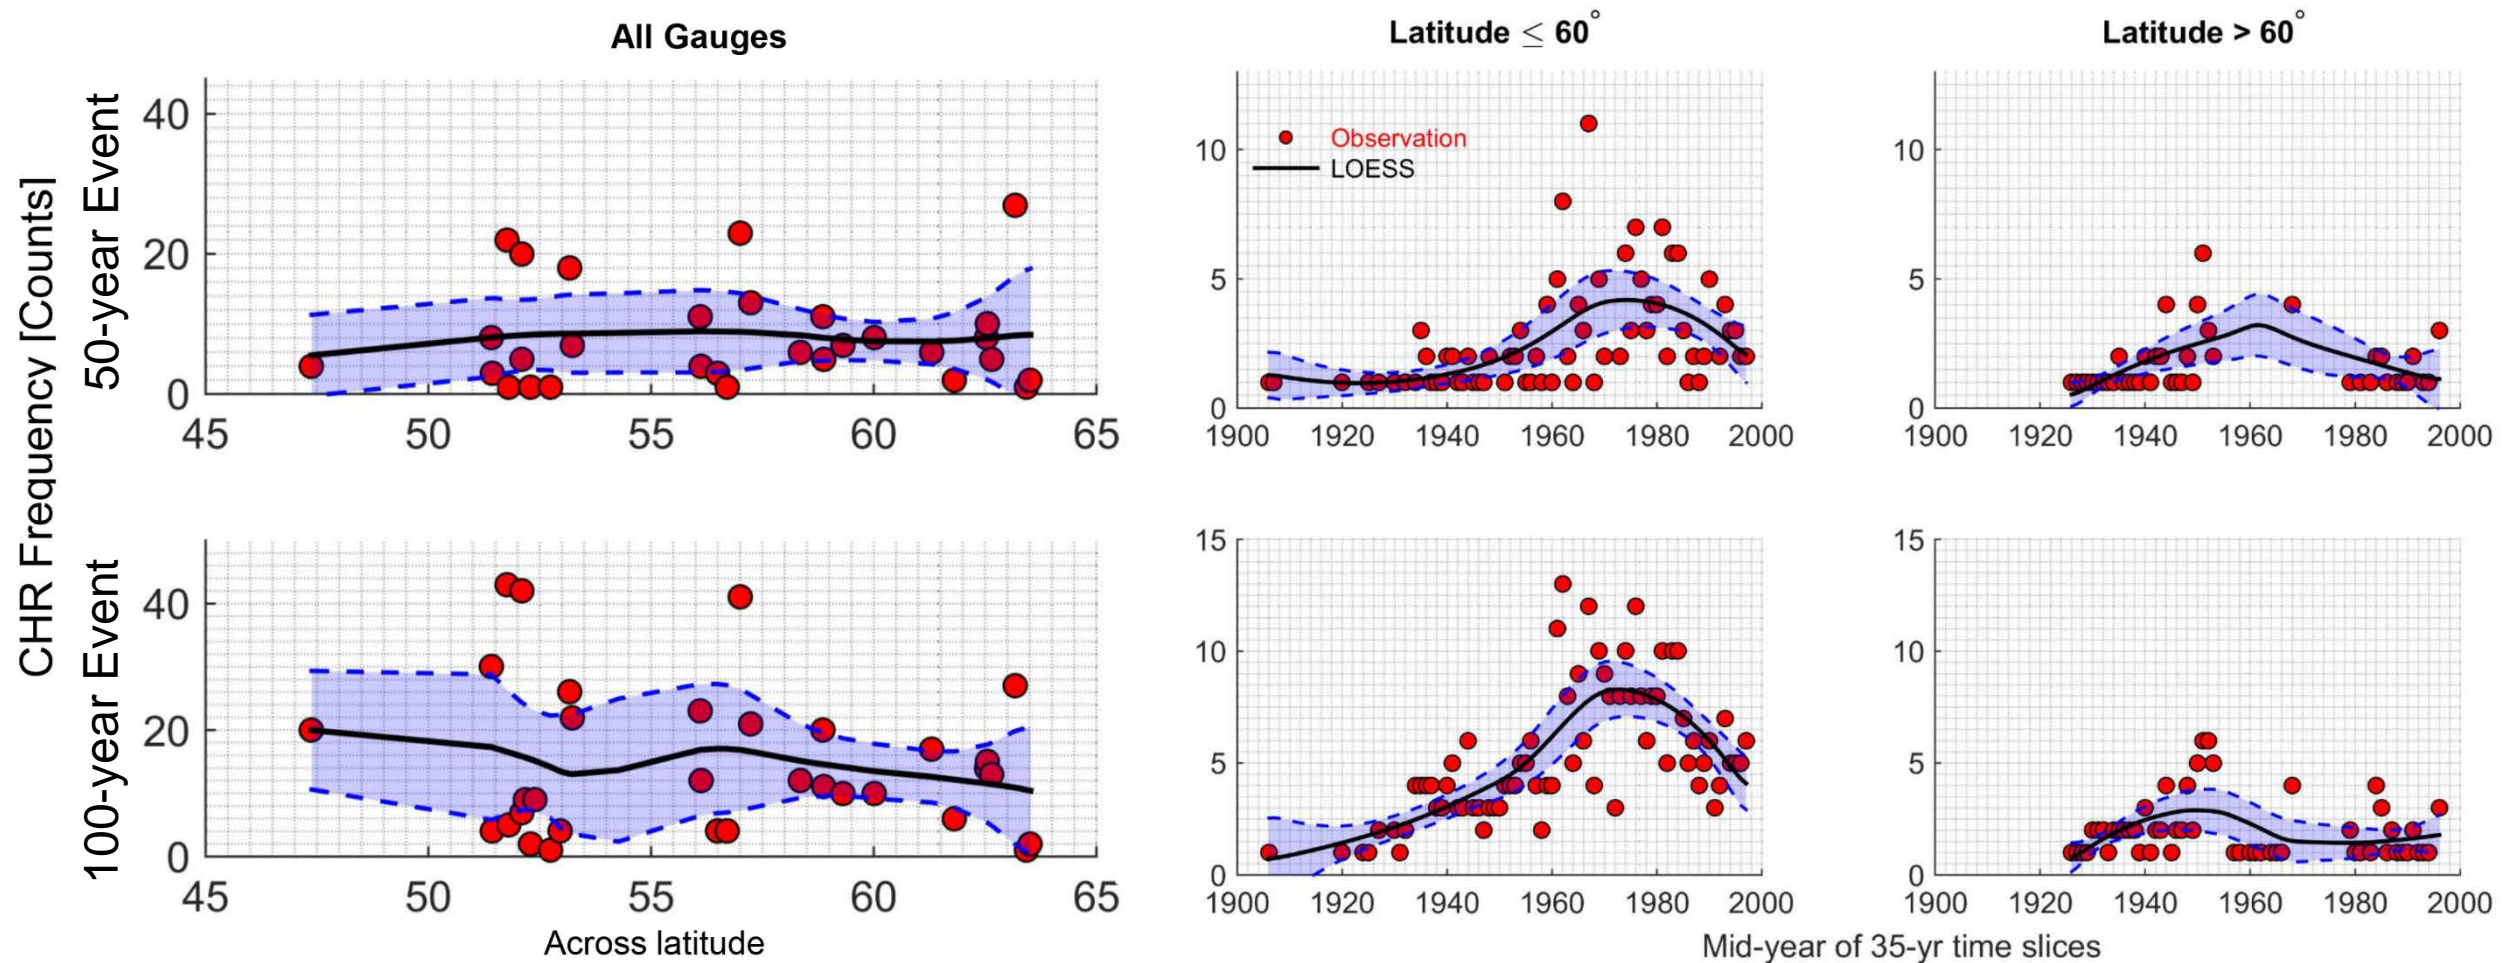 All Gauges
Latitude ≤ 60°
Latitude > 60°
CHR Frequency [Counts]
50-year Event
40
20
0
45 50 55 60 65
10
5
0
Observation
LOESS
1900 1920 1940 1960 1980 2000
10
5
0
1900 1920 1940 1960 1980 2000
100-year Event
40
20
0
45 50 55 60 65
Across latitude
15
10
5
0
1900 1920 1940 1960 1980 2000
15
10
5
0
1900 1920 1940 1960 1980 2000
Mid-year of 35-yr time slices